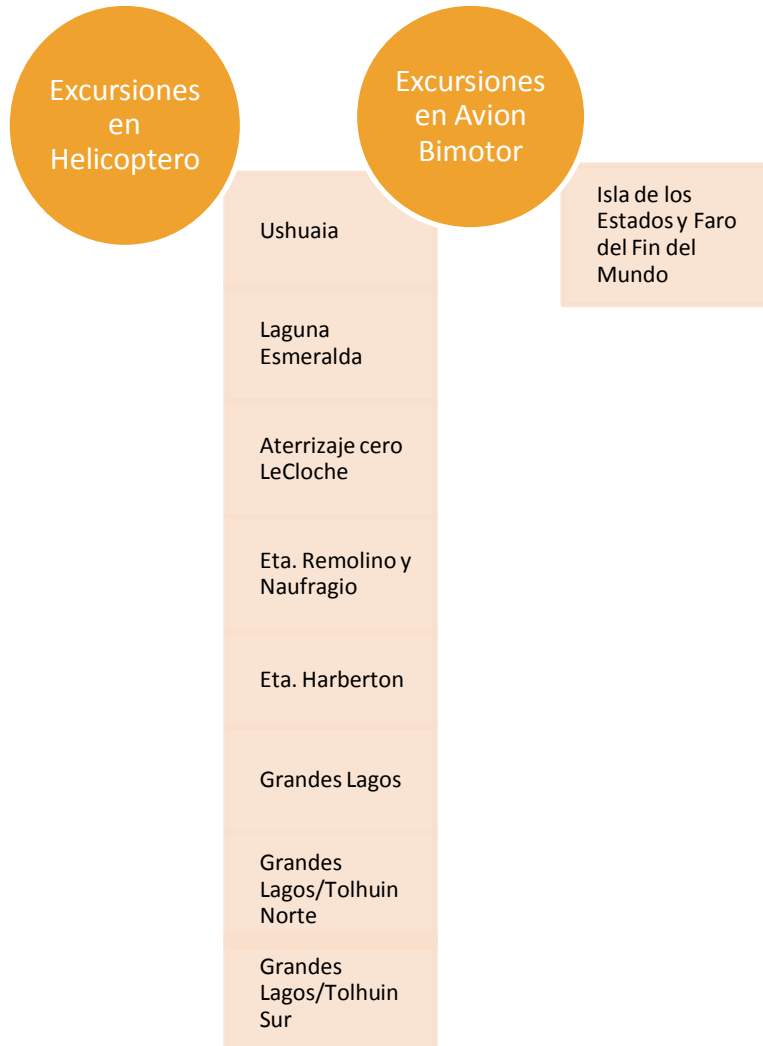 Excursiones
en
Helicoptero
Ushuaia
Laguna
Esmeralda
Aterrizaje cero
LeCloche
Eta. Remolino y
Naufragio
Eta. Harberton
Grandes Lagos
Grandes
Lagos/Tolhuin
Norte
Grandes
Lagos/Tolhuin
Sur
Excursiones
en Avion
Bimotor
Isla de los
Estados y Faro
del Fin del
Mundo